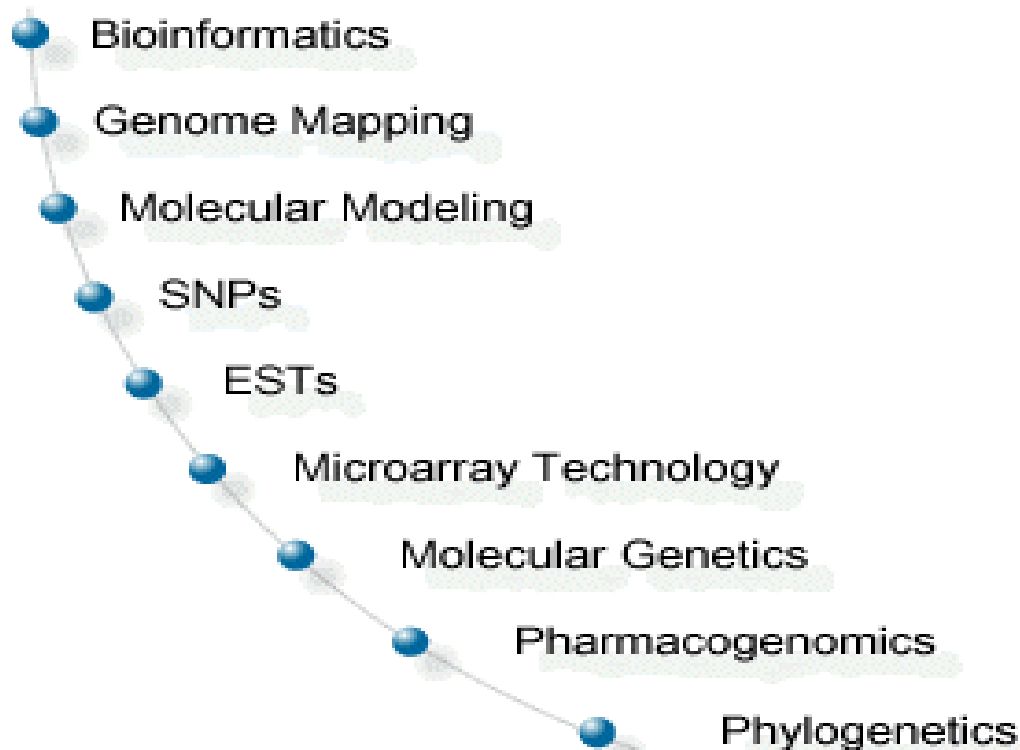 Bioinformatics
Genome Mapping
Molecular Modeling
SNPs
ESTs
Microarray Technology
Molecular Genetics
Pharmacogenomics
Phylogenetics